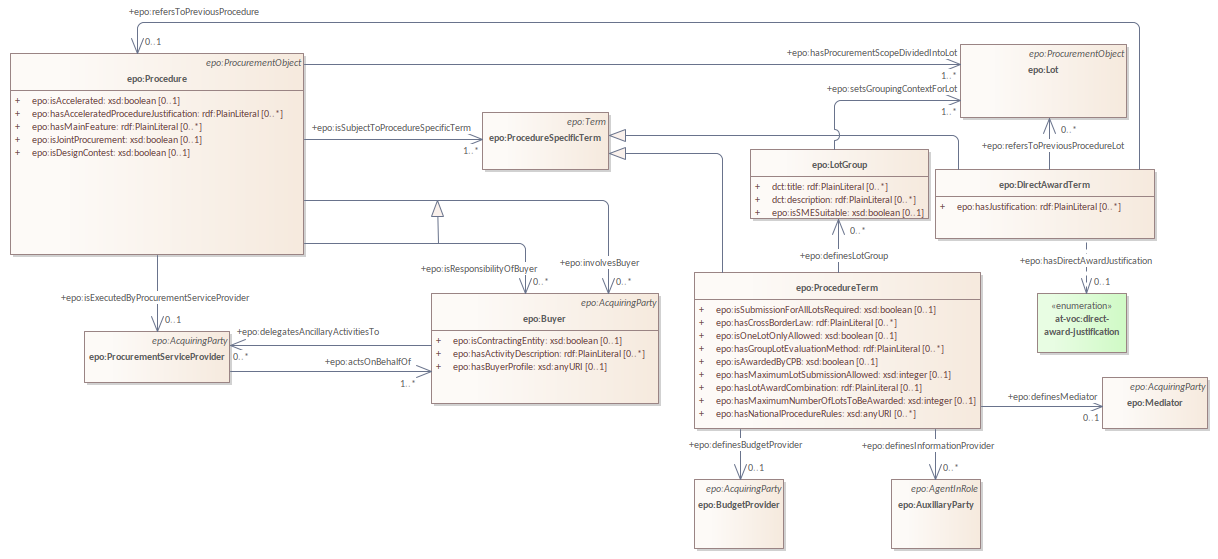 +epo:refersToPreviousProcedure
0..1
epo:ProcurementObject
epo:Procedure
+ epo:isAccelerated: xsd:boolean [0..1]
+ epo:hasAcceleratedProcedureJustification: rdf:PlainLiteral [0..*]
+ epo:hasMainFeature: rdf:PlainLiteral [0..*]
+ epo:isJointProcurement: xsd:boolean [0..1]
+ epo:isDesignContest: xsd:boolean [0..1]
+epo:hasProcurementScopeDividedIntoLot
1..*
+epo:setsGroupingContextForLot
1..*
epo:ProcurementObject
epo:Lot
+epo:isSubjectToProcedureSpecificTerm
1..*
epo:Term
epo:ProcedureSpecificTerm
0..*
+epo:refersToPreviousProcedureLot
epo:LotGroup
+ dct:title: rdf:PlainLiteral [0..*]
+ dct:description: rdf:PlainLiteral [0..*]
+ epo:isSMESuitable: xsd:boolean [0..1]
epo:DirectAwardTerm
+ epo:hasJustification: rdf:PlainLiteral [0..*]
0..*
+epo:definesLotGroup
+epo:hasDirectAwardJustification
0..1
+epo:isResponsibilityOfBuyer
0..*
+epo:involvesBuyer
0..*
+epo:isExecutedByProcurementServiceProvider
0..1
epo:AcquiringParty
epo:ProcurementServiceProvider
+epo:delegatesAncillaryActivitiesTo
0..*
+epo:actsOnBehalfOf
1..*
epo:AcquiringParty
epo:Buyer
+ epo:isContractingEntity: xsd:boolean [0..1]
+ epo:hasActivityDescription: rdf:PlainLiteral [0..*]
+ epo:hasBuyerProfile: xsd:anyURI [0..1]
epo:ProcedureTerm
+ epo:isSubmissionForAllLotsRequired: xsd:boolean [0..1]
+ epo:hasCrossBorderLaw: rdf:PlainLiteral [0..*]
+ epo:isOneLotOnlyAllowed: xsd:boolean [0..1]
+ epo:hasGroupLotEvaluationMethod: rdf:PlainLiteral [0..*]
+ epo:isAwardedByCPB: xsd:boolean [0..1]
+ epo:hasMaximumLotSubmissionAllowed: xsd:integer [0..1]
+ epo:hasLotAwardCombination: rdf:PlainLiteral [0..1]
+ epo:hasMaximumNumberOfLotsToBeAwarded: xsd:integer [0..1]
+ epo:hasNationalProcedureRules: xsd:anyURI [0..*]
«enumeration»
at-voc:direct-
award-justification
+epo:definesMediator
0..1
epo:AcquiringParty
epo:Mediator
+epo:definesBudgetProvider
0..1
+epo:definesInformationProvider
0..*
epo:AcquiringParty
epo:BudgetProvider
epo:AgentInRole
epo:AuxiliaryParty